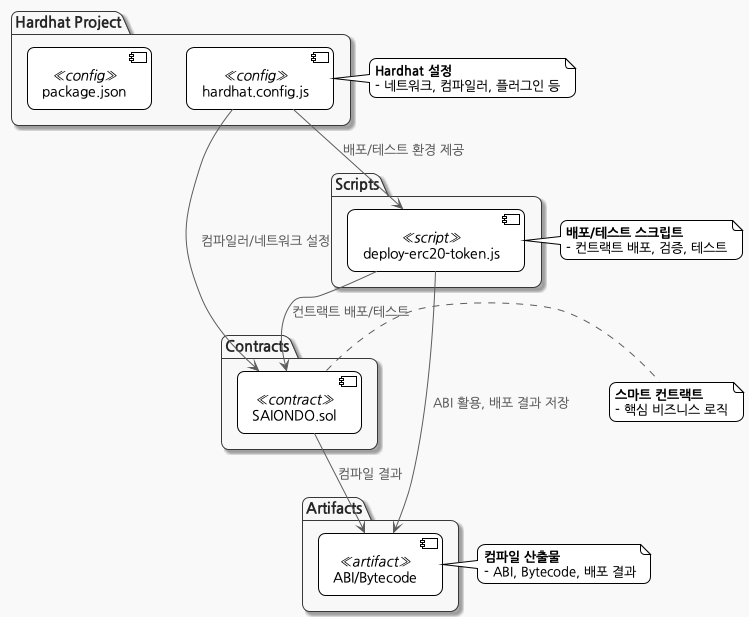 Hardhat Project
≪config≫
package.json
≪config≫
hardhat.config.js
Hardhat 설정
- 네트워크, 컴파일러, 플러그인 등
배포/테스트 환경 제공
Scripts
≪script≫
deploy-erc20-token.js
배포/테스트 스크립트
- 컨트랙트 배포, 검증, 테스트
컴파일러/네트워크 설정
컨트랙트 배포/테스트
Contracts
≪contract≫
SAIONDO.sol
스마트 컨트랙트
- 핵심 비즈니스 로직
ABI 활용, 배포 결과 저장
컴파일 결과
Artifacts
≪artifact≫
ABI/Bytecode
컴파일 산출물
- ABI, Bytecode, 배포 결과